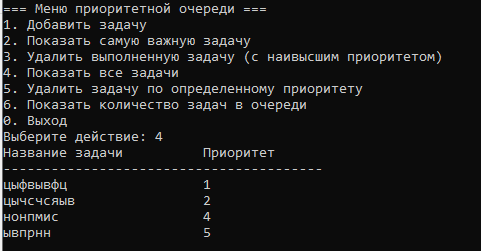 === Меню приоритетной очереди ===
1. Добавить задачу
2. Показать самую важную задачу
3. Удалить выполненную задачу (с наивысшим приоритетом)
4. Показать все задачи
5. Удалить задачу по определенному приоритету
6. Показать количество задач в очереди
0. Выход
Выберите действие: 4
Название задачи Приоритет
----------------------------------------
цыфвывфц 1
цычсчсяыв 2
нонпмис 4
ывпрнн 5